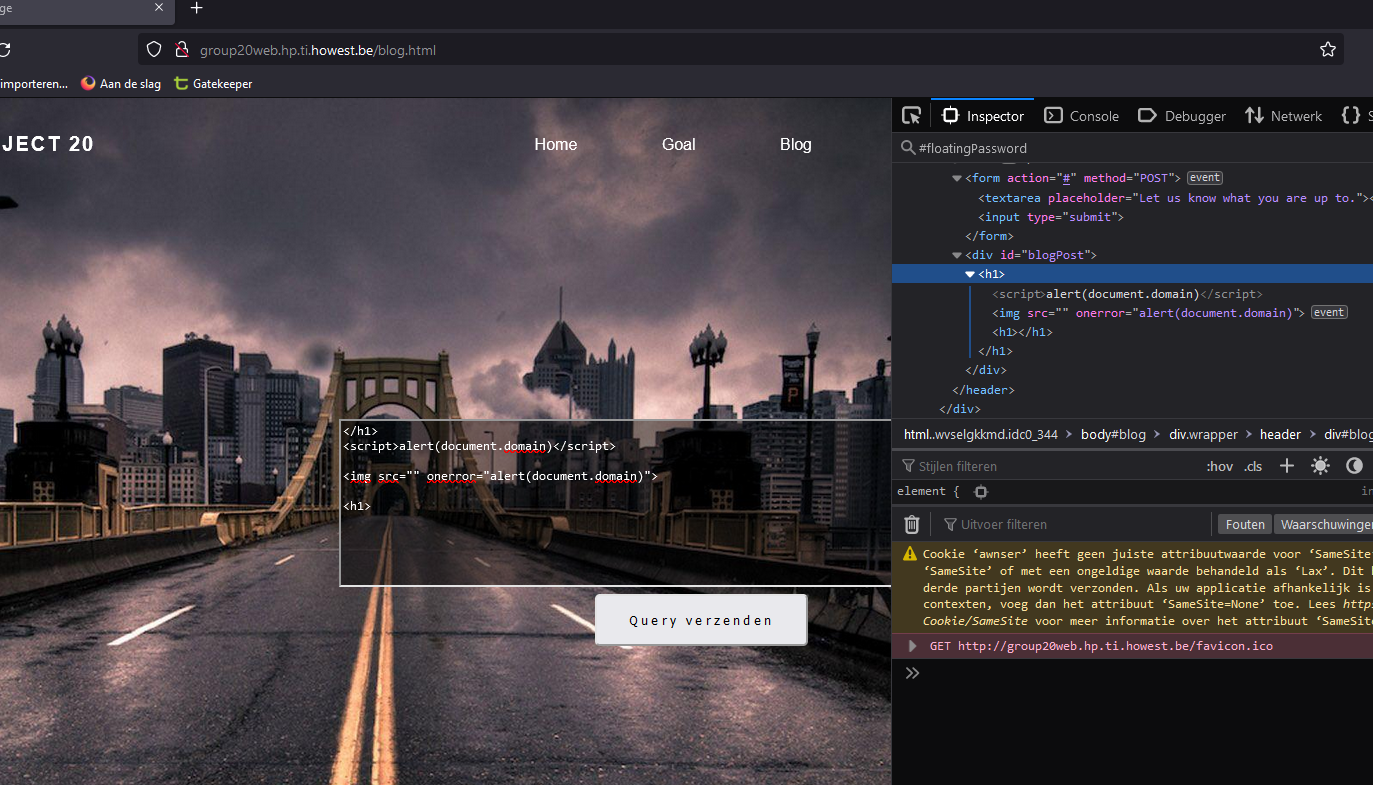 ge
group20web.hp.ti.howest.be/blog.html
importeren...
Aan de slag
Gatekeeper
JECT 20
Home
Goal
Blog
</h1>
<script>alert(document.domain)</script>
<img src="" onerror="alert(document.domain)">
<h1>
Query verzenden
Inspector
Console
Debugger
Netwerk
#floatingPassword
<form action="#" method="POST"> event
<textarea placeholder="Let us know what you are up to."><
<input type="submit">
</form>
<div id="blogPost">
<h1>
<script>alert(document.domain)</script>
<img src="" onerror="alert(document.domain)"> event
<h1></h1>
</h1>
</div>
</header>
</div>
html..wvselgkkmd.idc0_344 > body#blog > div.wrapper > header > div#blog
Stijlen filteren
:hov .cls
element {
in
Uitvoer filteren
Fouten
Waarschuwingen
Cookie ‘awnser’ heeft geen juiste attribuutwaarde voor ‘SameSite’
‘SameSite’ of met een ongeldige waarde behandeld als ‘Lax’. Dit
derde partijen wordt verzonden. Als uw applicatie afhankelijk is
contexten, voeg dan het attribuut ‘SameSite=None’ toe. Lees http
Cookie/SameSite voor meer informatie over het attribuut ‘SameSit
GET http://group20web.hp.ti.howest.be/favicon.ico